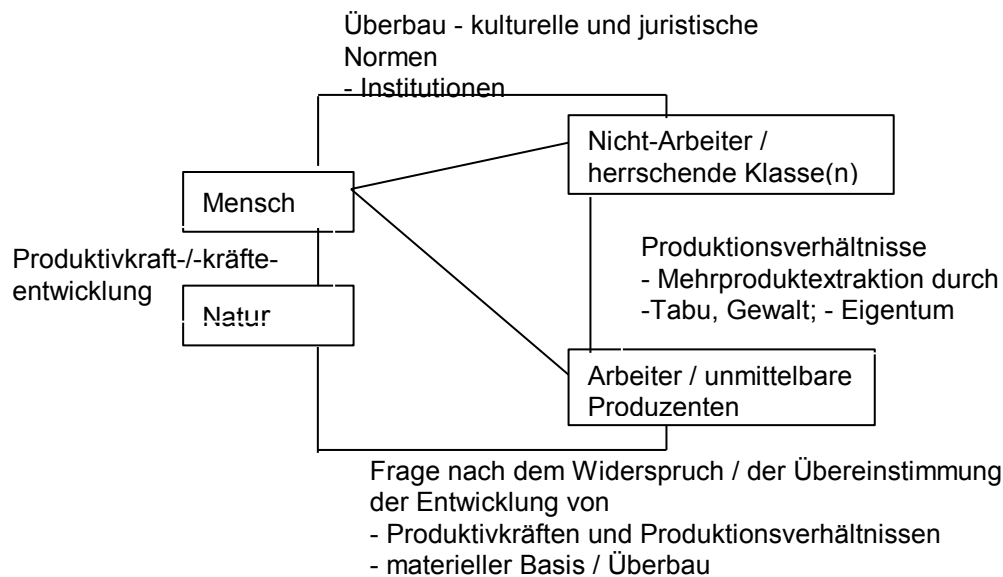 Überbau - kulturelle und juristische
Normen
- Institutionen
Nicht-Arbeiter /
herrschende Klasse(n)
Mensch
Produktivkraft-/-kräfte-
entwicklung
Natur
Produktionsverhältnisse
- Mehrproduktextraktion durch
-Tabu, Gewalt; - Eigentum
Arbeiter / unmittelbare
Produzenten
Frage nach dem Widerspruch / der Übereinstimmung
der Entwicklung von
- Produktivkräften und Produktionsverhältnissen
- materieller Basis / Überbau